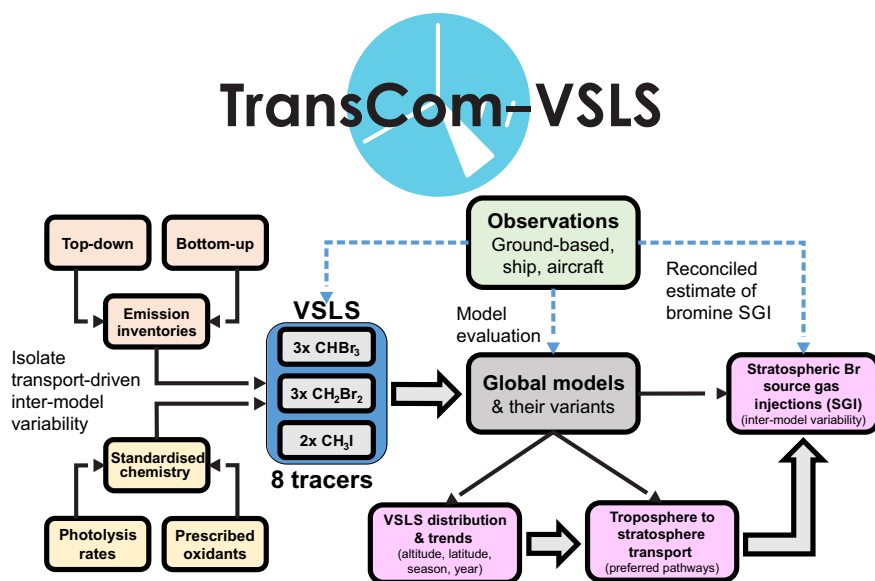 TransCom–VSLS
Top-down
Bottom-up
Emission
inventories
Isolate
transport-driven
inter-model
variability
Standardised
chemistry
Photolysis
rates
Prescribed
oxidants
VSLS
3x CHBr₃
3x CH₂Br₂
2x CH₃I
8 tracers
Observations
Ground-based,
ship, aircraft
Model
evaluation
Reconciled
estimate of
bromine SGI
Global models
& their variants
Stratospheric Br
source gas
injections (SGI)
(inter-model variability)
VSLS distribution
& trends
(altitude, latitude,
season, year)
Troposphere to
stratosphere
transport
(preferred pathways)